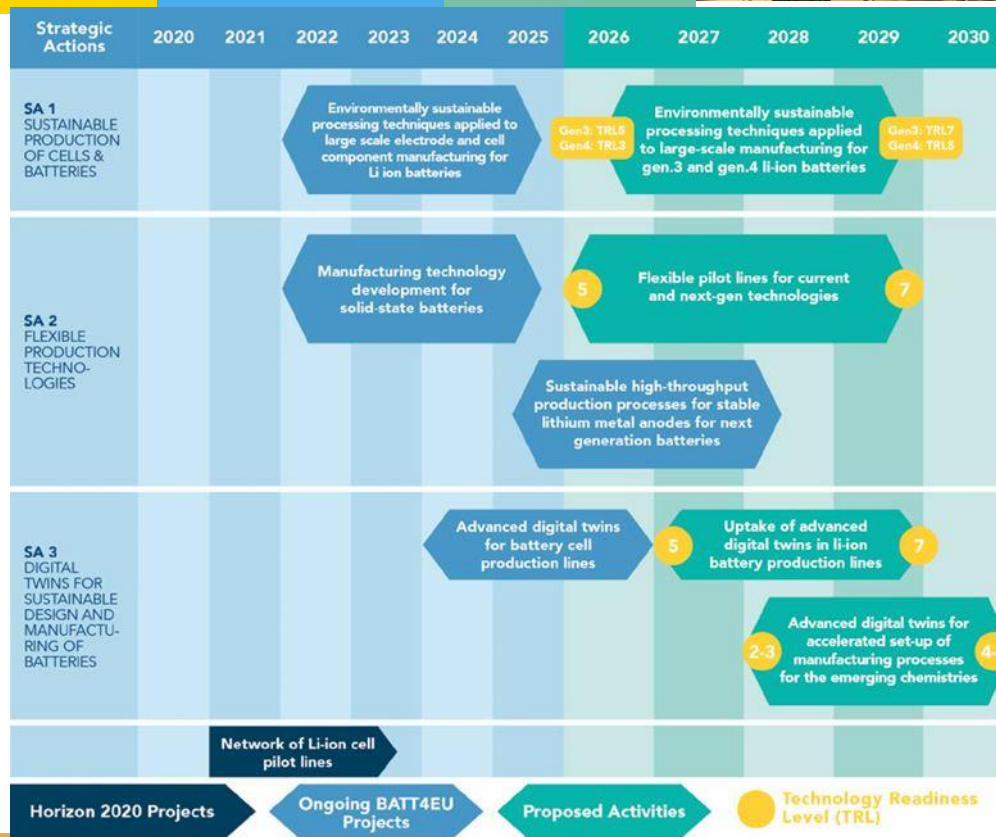 Strategic
Actions
2020
2021
2022
2023
2024
2025
2026
2027
2028
2029
2030
SA 1
SUSTAINABLE
PRODUCTION
OF CELLS &
BATTERIES
Environmentally sustainable
processing techniques applied to
large scale electrode and cell
component manufacturing for
Li ion batteries
Gen3: TRL5
Gen4: TRL3
Environmentally sustainable
processing techniques applied
to large-scale manufacturing for
gen.3 and gen.4 li-ion batteries
Gen3: TRL7
Gen4: TRL5
SA 2
FLEXIBLE
PRODUCTION
TECHNO-
LOGIES
Manufacturing technology
development for
solid-state batteries
5
Flexible pilot lines for current
and next-gen technologies
7
Sustainable high-throughput
production processes for stable
lithium metal anodes for next
generation batteries
SA 3
DIGITAL
TWINS FOR
SUSTAINABLE
DESIGN AND
MANUFACTU-
RING OF
BATTERIES
Advanced digital twins
for battery cell
production lines
5
Uptake of advanced
digital twins in li-ion
battery production lines
7
2-3
Advanced digital twins for
accelerated set-up of
manufacturing processes
for the emerging chemistries
4-
Network of Li-ion cell
pilot lines
Horizon 2020 Projects
Ongoing BATT4EU
Projects
Proposed Activities
Technology Readiness
Level (TRL)